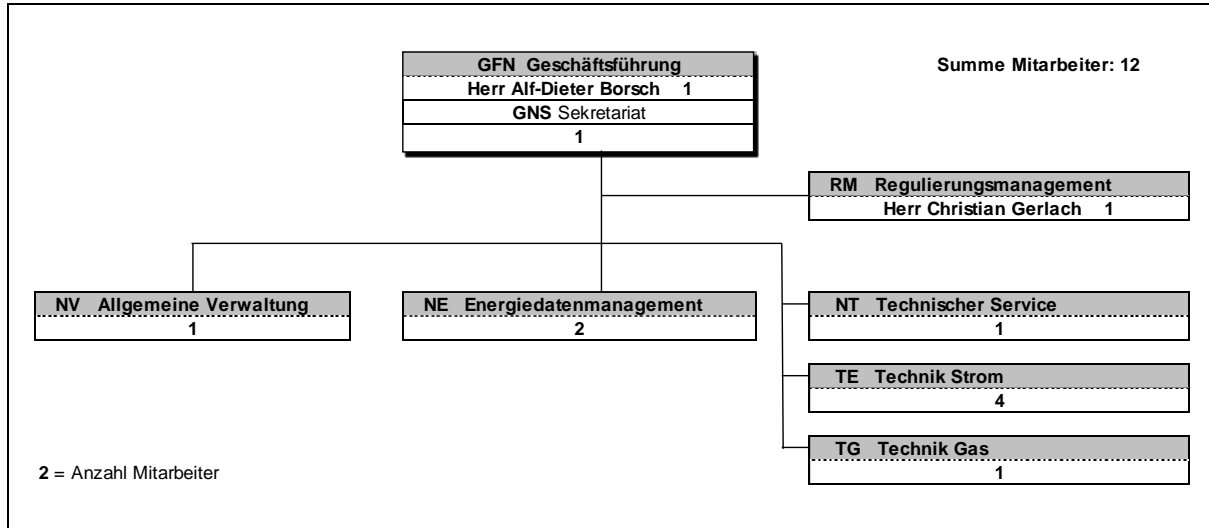 GFN Geschäftsführung
Herr Alf-Dieter Borsch 1
GNS Sekretariat
1
Summe Mitarbeiter: 12
RM Regulierungsmanagement
Herr Christian Gerlach 1
NV Allgemeine Verwaltung
1
NE Energiedatenmanagement
2
NT Technischer Service
1
TE Technik Strom
4
TG Technik Gas
1
2 = Anzahl Mitarbeiter